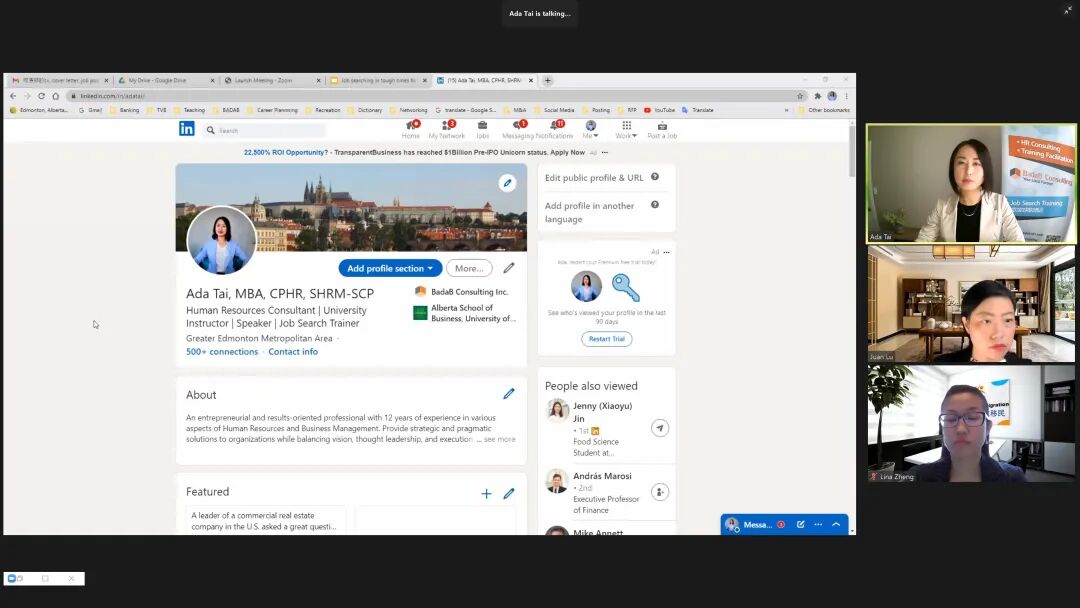 Ada Tai is talking...
My Drive - Google Drive
Launch Meeting - Zoom
Job searching in tough times
(15) Ada Tai, MBA, CPHR, SHRM-
linkedin.com/in/adatai/
Edmonton, Alberta...
Gmail
Banking
TVB
Teaching
BADAB
Career Planning
Recreation
Dictionary
Networking
translate - Google S...
MBA
Social Media
Posting
RFP
YouTube
Translate
Other bookmarks
in
Search
Home
My Network
Jobs
Messaging
Notifications
Me
Work
Post a Job
22,500% ROI Opportunity? - TransparentBusiness has reached $1Billion Pre-IPO Unicorn status. Apply Now Ad ...
Add profile section
More...
Ada Tai, MBA, CPHR, SHRM-SCP
Human Resources Consultant | University
Instructor | Speaker | Job Search Trainer
Greater Edmonton Metropolitan Area ·
500+ connections · Contact info
BadaB Consulting Inc.
Alberta School of
Business, University of...
About
An entrepreneurial and results-oriented professional with 12 years of experience in various
aspects of Human Resources and Business Management. Provide strategic and pragmatic
solutions to organizations while balancing vision, thought leadership, and execution ... see more
Featured
A leader of a commercial real estate
company in the U.S. asked a great questi...
Edit public profile & URL
Add profile in another
language
Ad ...
Ada, restart your Premium free trial today!
See who's viewed your profile in the last
90 days
Restart Trial
People also viewed
Jenny (Xiaoyu)
Jin
• 1st in
Food Science
Student at...
András Marosi
• 2nd
Executive Professor
of Finance
Mike Annett
Messa...
• HR Consulting
• Training Facilitation
BadaB Consulting
Your Local Partner
Job Search Training
Ada Tai
Juan Lu
Lina Zheng